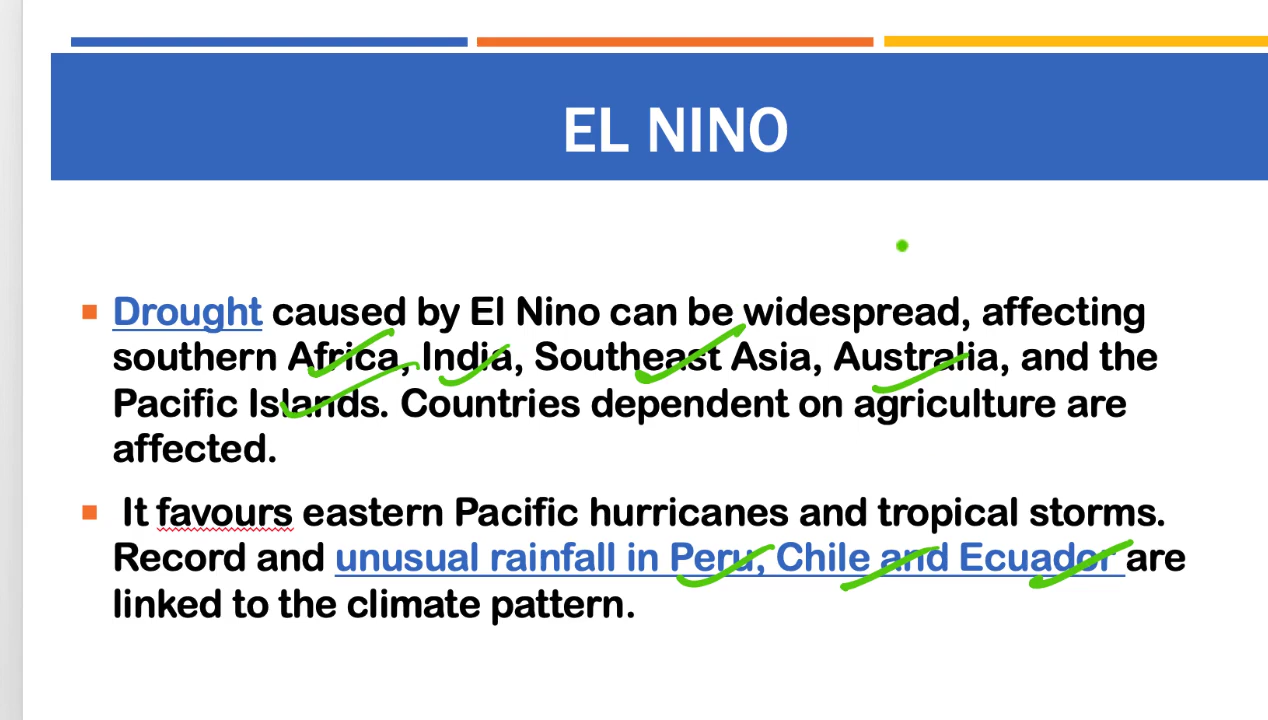 EL NINO
Drought caused by El Nino can be widespread, affecting
southern Africa, India, Southeast Asia, Australia, and the
Pacific Islands. Countries dependent on agriculture are
affected.
It favours eastern Pacific hurricanes and tropical storms.
Record and unusual rainfall in Peru, Chile and Ecuador are
linked to the climate pattern.